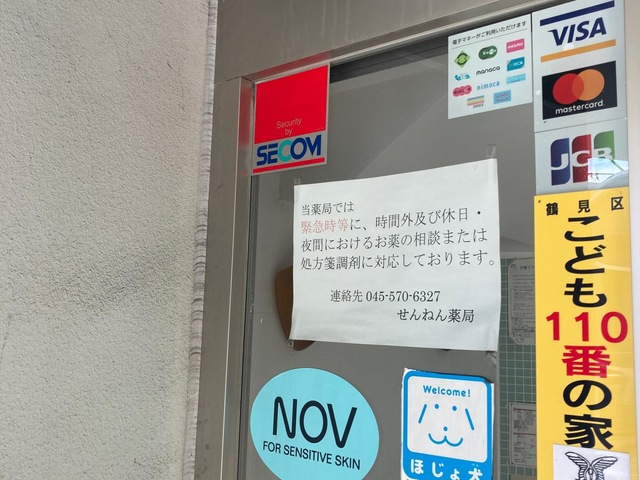 電子マネーがご利用いただけます
manaca
nimoca
VISA
mastercard
JCB
Security
by
SECOM
当薬局では
緊急時等に、時間外及び休日・
夜間におけるお薬の相談または
処方箋調剤に対応しております。
連絡先 045-570-6327
せんねん薬局
鶴見区
こども
110
番の家
NOV
FOR SENSITIVE SKIN
Welcome!
ほじょ犬